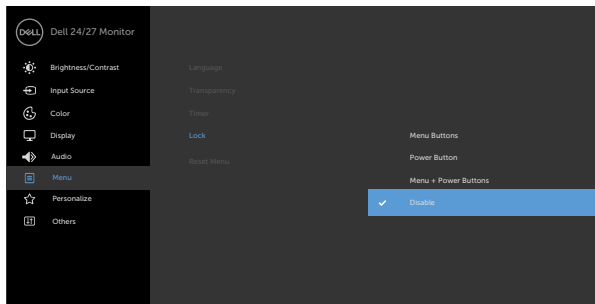 DELL
Dell 24/27 Monitor
Brightness/Contrast
Input Source
Color
Display
Audio
Menu
Personalize
Others
Language
Transparency
Timer
Lock
Reset Menu
Menu Buttons
Power Button
Menu + Power Buttons
Disable